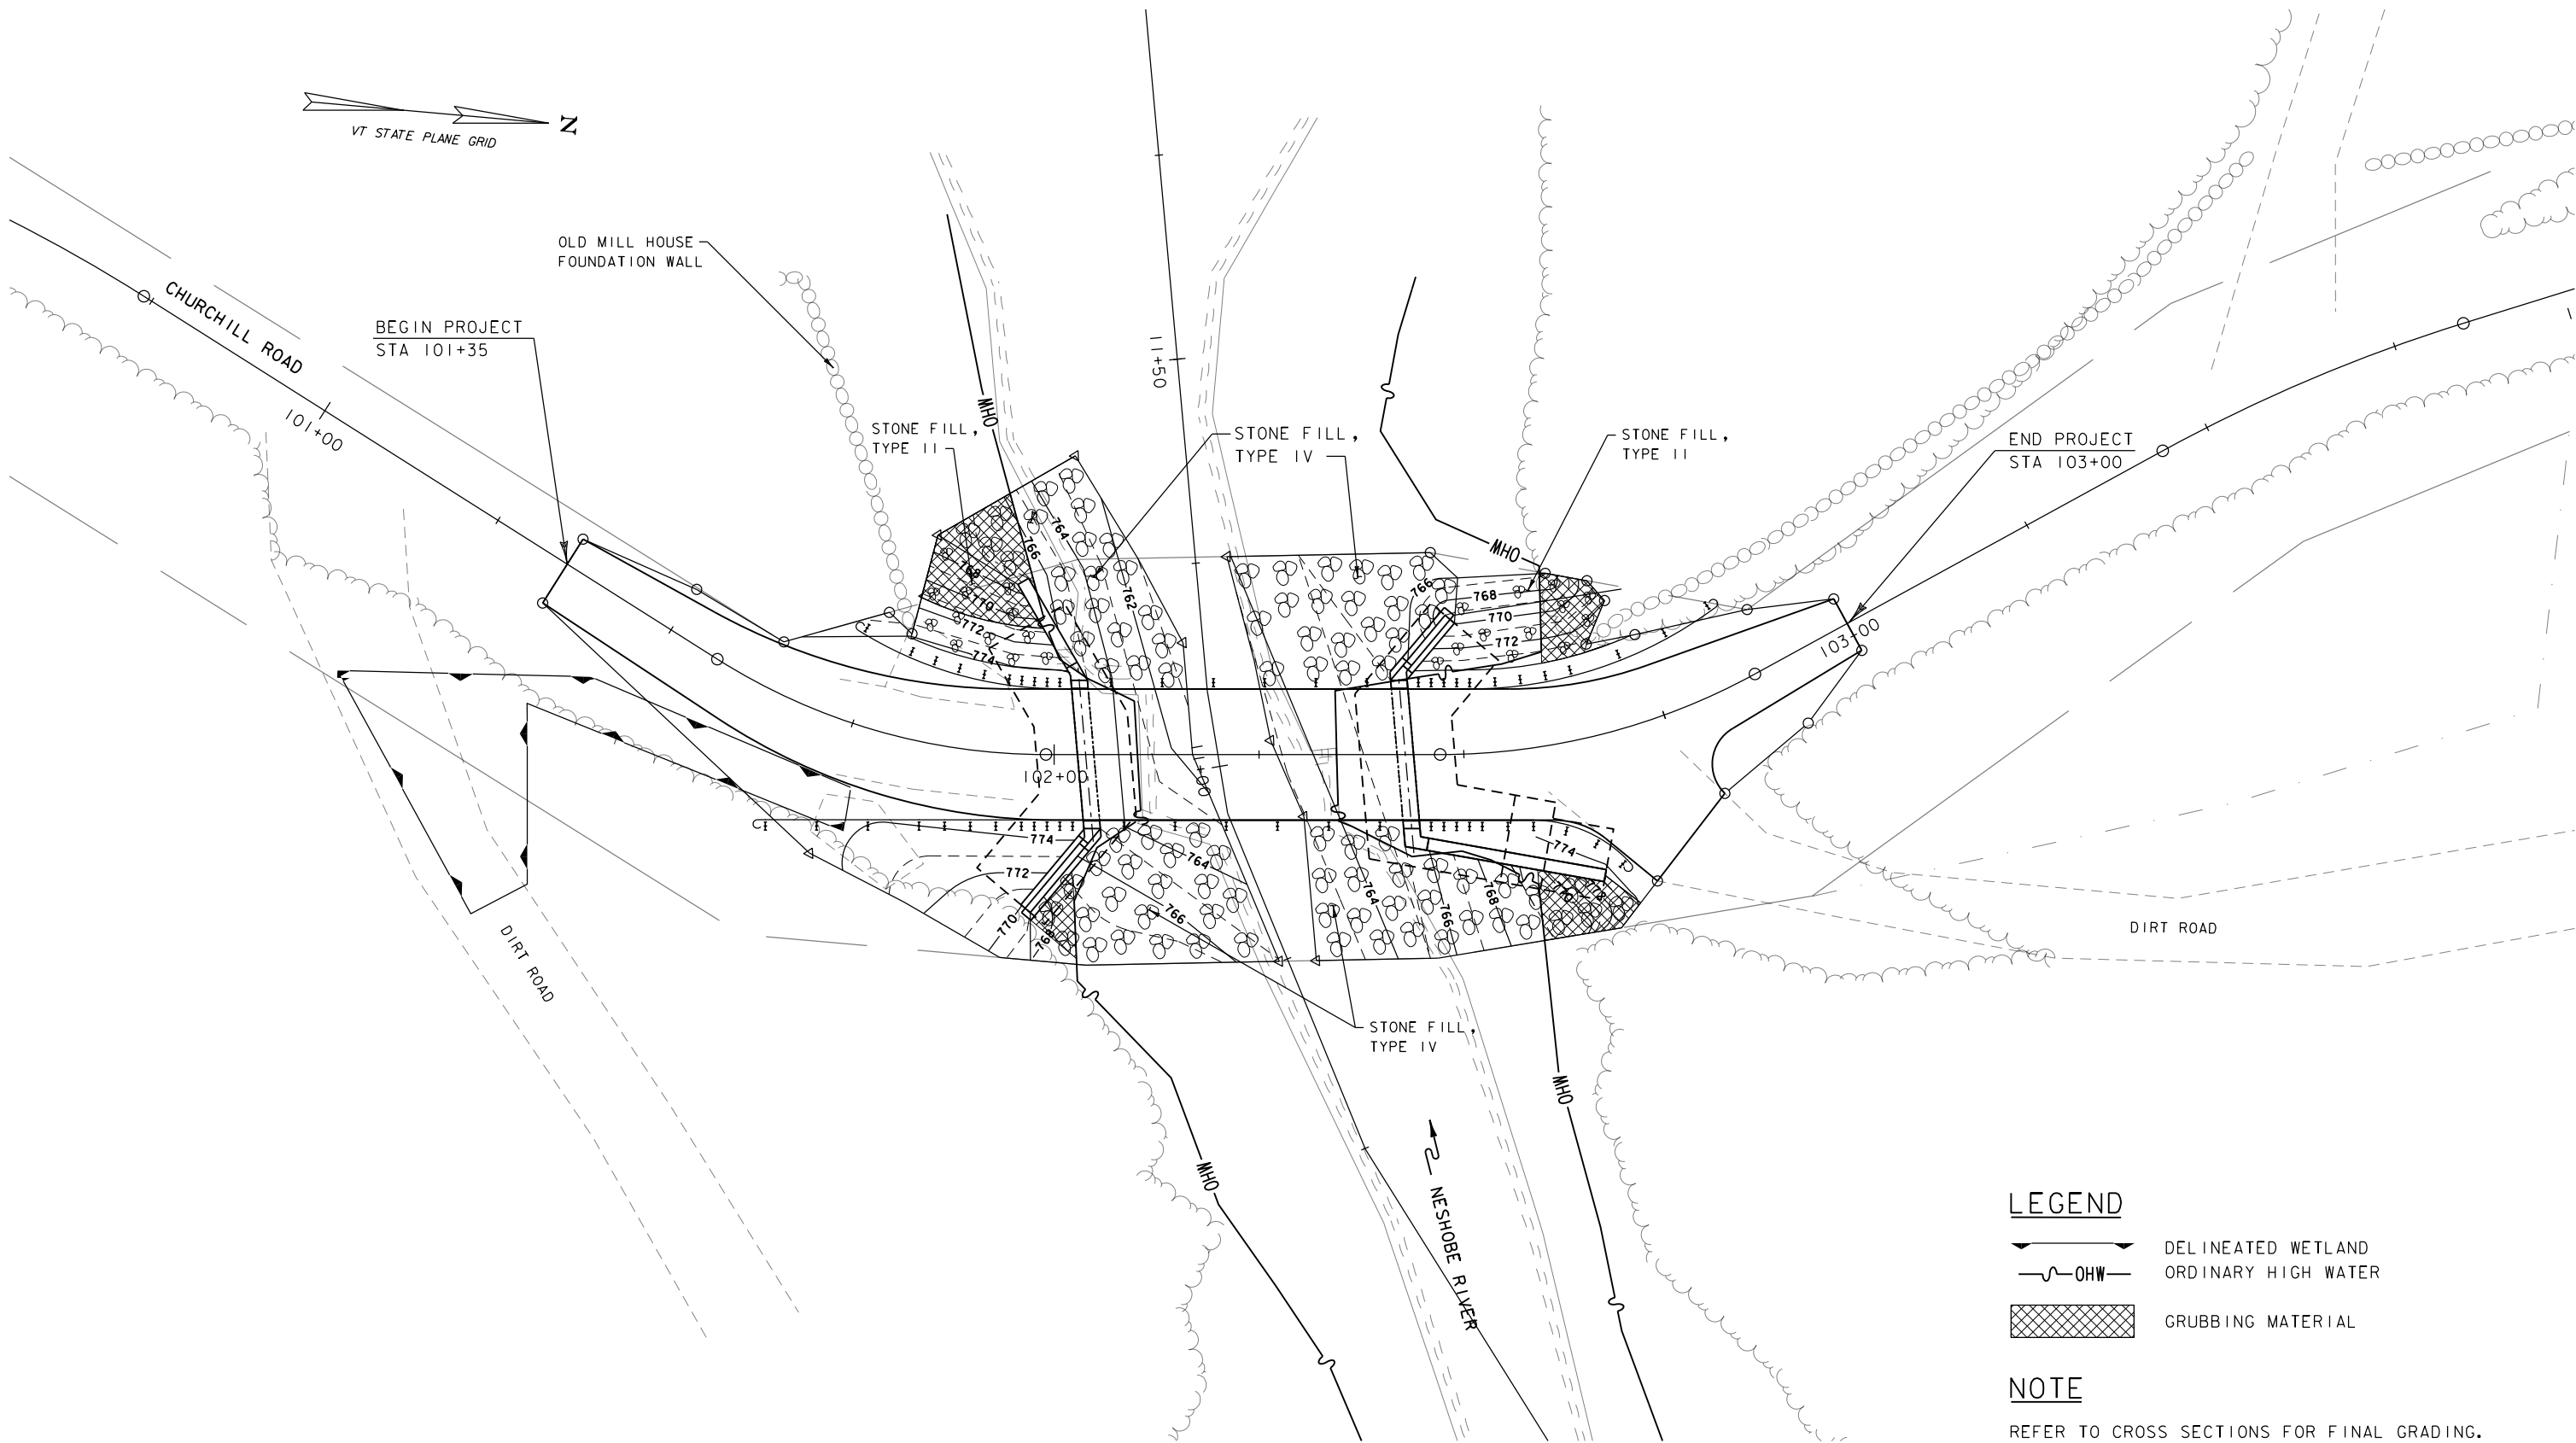 N
VT STATE PLANE GRID
OLD MILL HOUSE
FOUNDATION WALL
CHURCHILL ROAD
BEGIN PROJECT
STA 101+35
101+00
11+50
OHW
STONE FILL,
TYPE II
STONE FILL,
TYPE IV
STONE FILL,
TYPE II
END PROJECT
STA 103+00
OHW
764
766
768
770
772
774
762
766
768
770
772
103+00
102+00
11+00
774
772
770
768
764
766
764
766
768
774
DIRT ROAD
DIRT ROAD
STONE FILL,
TYPE IV
OHW
OHW
NESHOBE RIVER
LEGEND
DELINEATED WETLAND
OHW
ORDINARY HIGH WATER
GRUBBING MATERIAL
NOTE
REFER TO CROSS SECTIONS FOR FINAL GRADING.